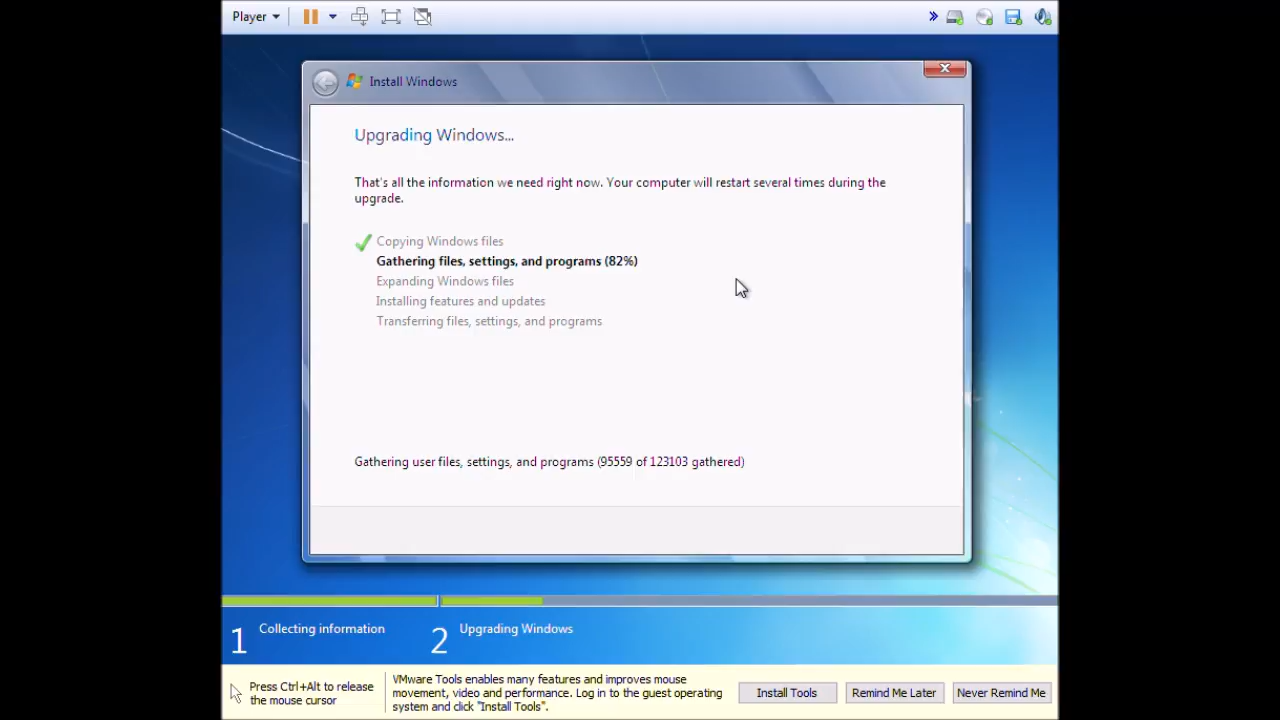 Player
Install Windows
Upgrading Windows...
That's all the information we need right now. Your computer will restart several times during the
upgrade.
Copying Windows files
Gathering files, settings, and programs (82%)
Expanding Windows files
Installing features and updates
Transferring files, settings, and programs
Gathering user files, settings, and programs (95559 of 123103 gathered)
1 Collecting information
2 Upgrading Windows
Press Ctrl+Alt to release
the mouse cursor
VMware Tools enables many features and improves mouse
movement, video and performance. Log in to the guest operating
system and click "Install Tools".
Install Tools
Remind Me Later
Never Remind Me